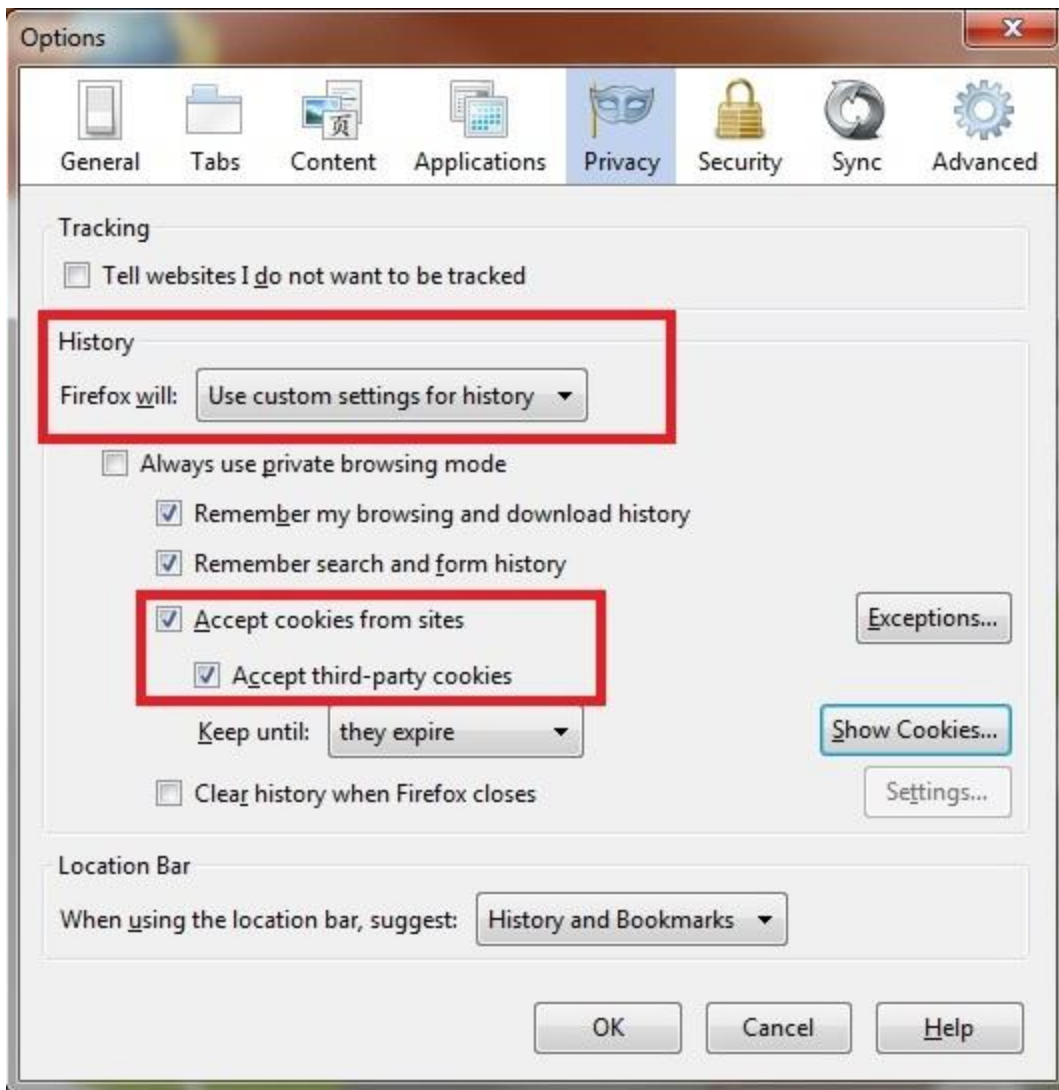 Options
General Tabs Content Applications Privacy Security Sync Advanced
页
Tracking
Tell websites I do not want to be tracked
History
Firefox will: Use custom settings for history
Always use private browsing mode
Remember my browsing and download history
Remember search and form history
Accept cookies from sites Exceptions...
Accept third-party cookies
Keep until: they expire Show Cookies...
Clear history when Firefox closes Settings...
Location Bar
When using the location bar, suggest: History and Bookmarks
OK Cancel Help